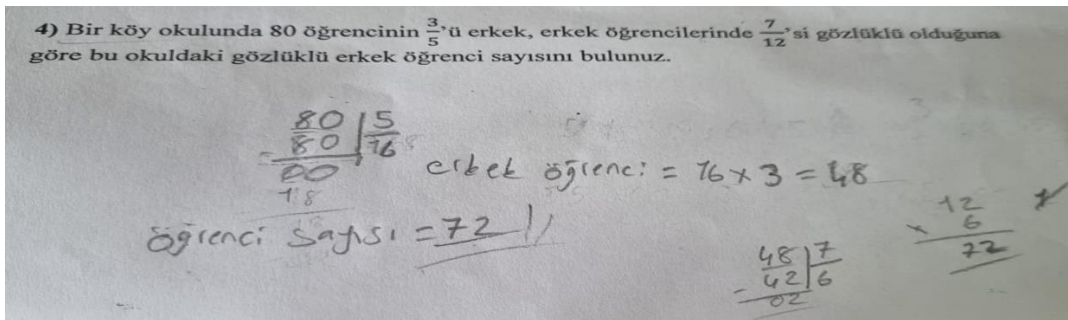 4) Bir köy okulunda 80 öğrencinin 3/5'ü erkek, erkek öğrencilerinde 7/12'si gözlüklü olduğuna
göre bu okuldaki gözlüklü erkek öğrenci sayısını bulunuz.
80 | 5
- 80 | 16
00
18
erkek öğrenci = 16 x 3 = 48
öğrenci sayısı = 72
48 | 7
- 42 | 6
02
12
x 6
72